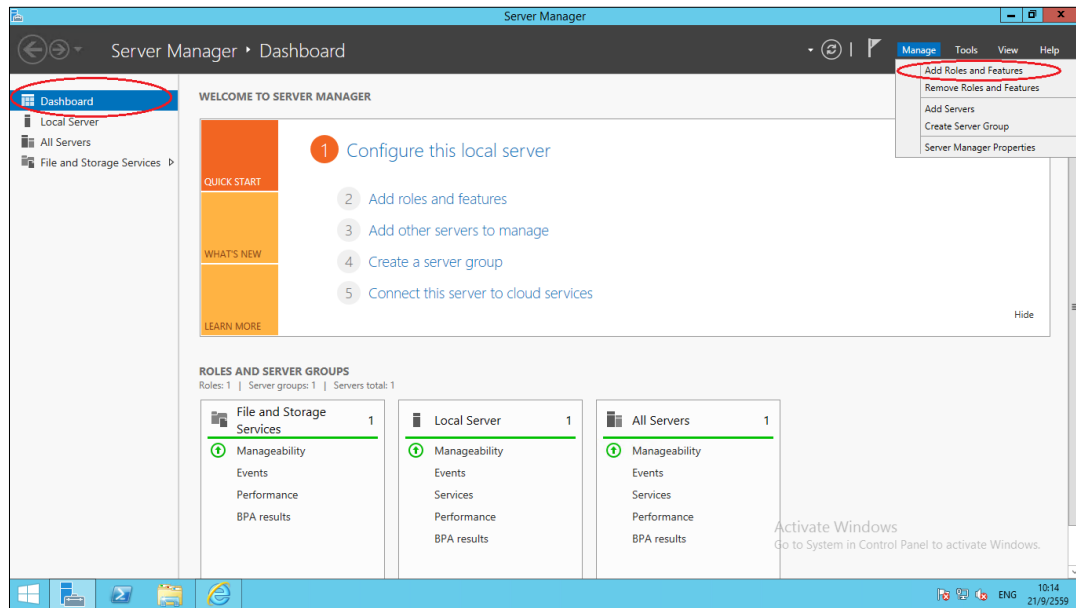 Server Manager
Server Manager • Dashboard
Manage Tools View Help
Add Roles and Features
Remove Roles and Features
Add Servers
Create Server Group
Server Manager Properties
Dashboard
Local Server
All Servers
File and Storage Services
WELCOME TO SERVER MANAGER
QUICK START
WHAT'S NEW
LEARN MORE
1 Configure this local server
2 Add roles and features
3 Add other servers to manage
4 Create a server group
5 Connect this server to cloud services
Hide
ROLES AND SERVER GROUPS
Roles: 1 | Server groups: 1 | Servers total: 1
File and Storage
Services 1
Manageability
Events
Performance
BPA results
Local Server 1
Manageability
Events
Services
Performance
BPA results
All Servers 1
Manageability
Events
Services
Performance
BPA results
Activate Windows
Go to System in Control Panel to activate Windows.
ENG
10:14
21/9/2559